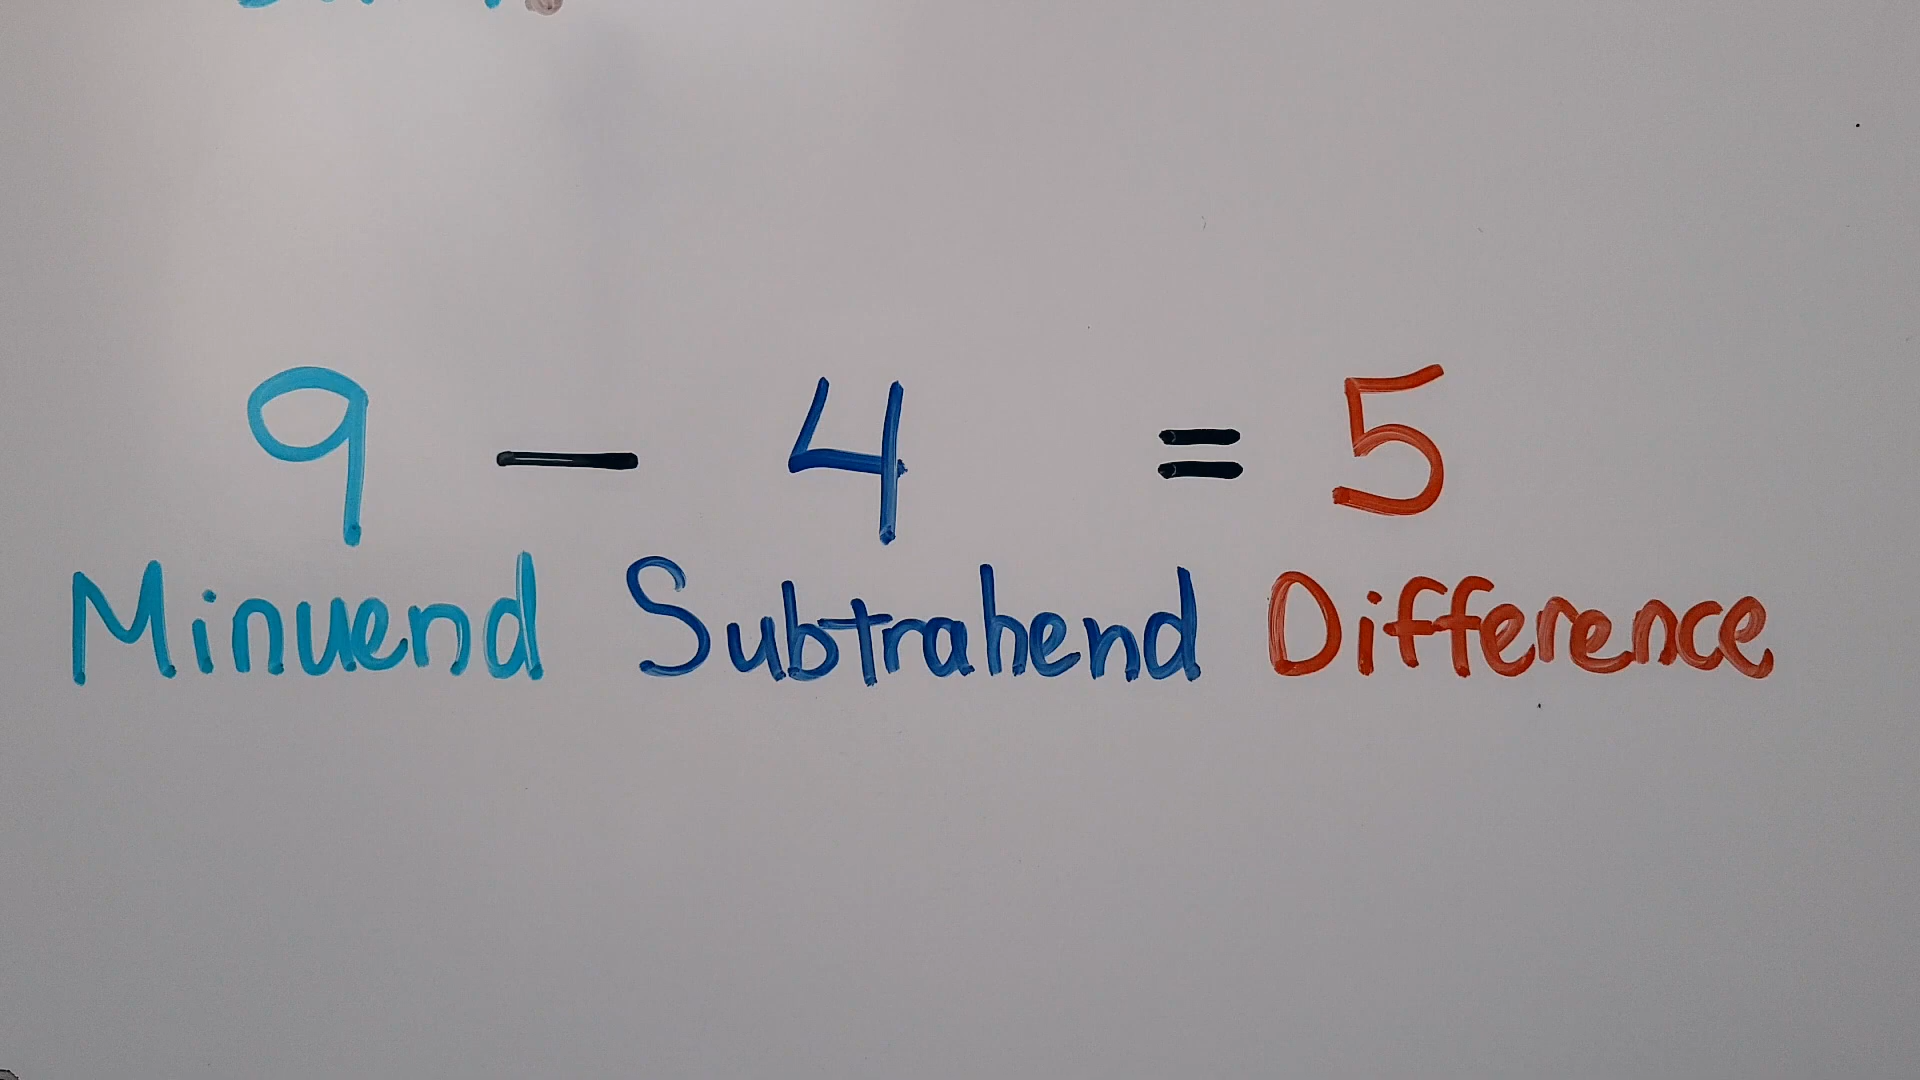 9 – 4 = 5
Minuend Subtrahend Difference